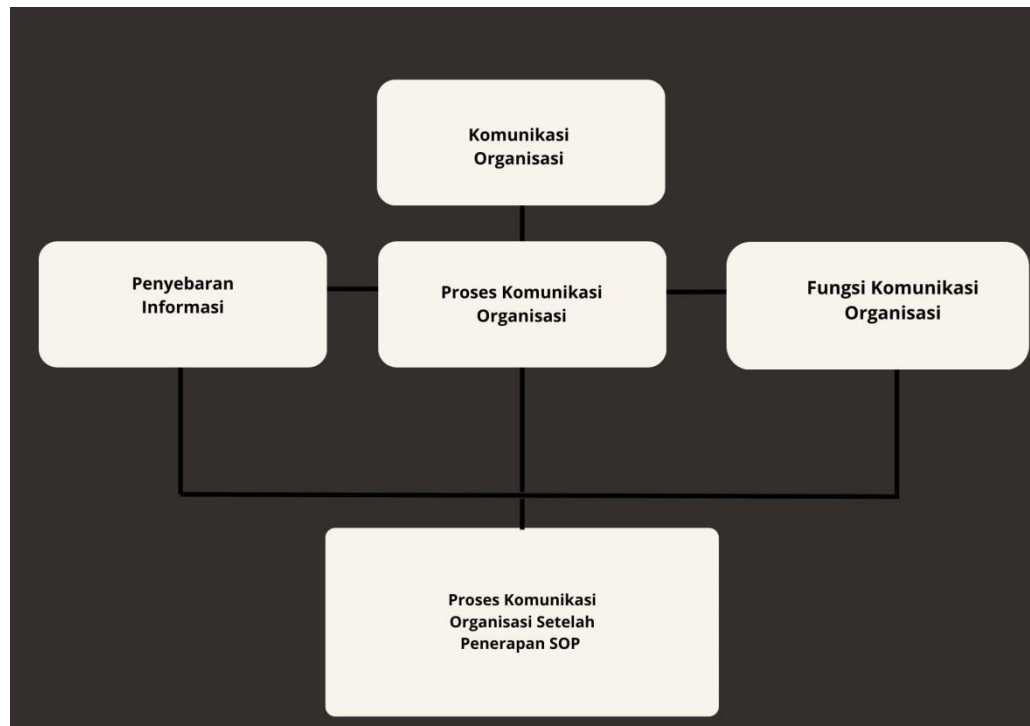 Komunikasi
Organisasi
Penyebaran
Informasi
Proses Komunikasi
Organisasi
Fungsi Komunikasi
Organisasi
Proses Komunikasi
Organisasi Setelah
Penerapan SOP